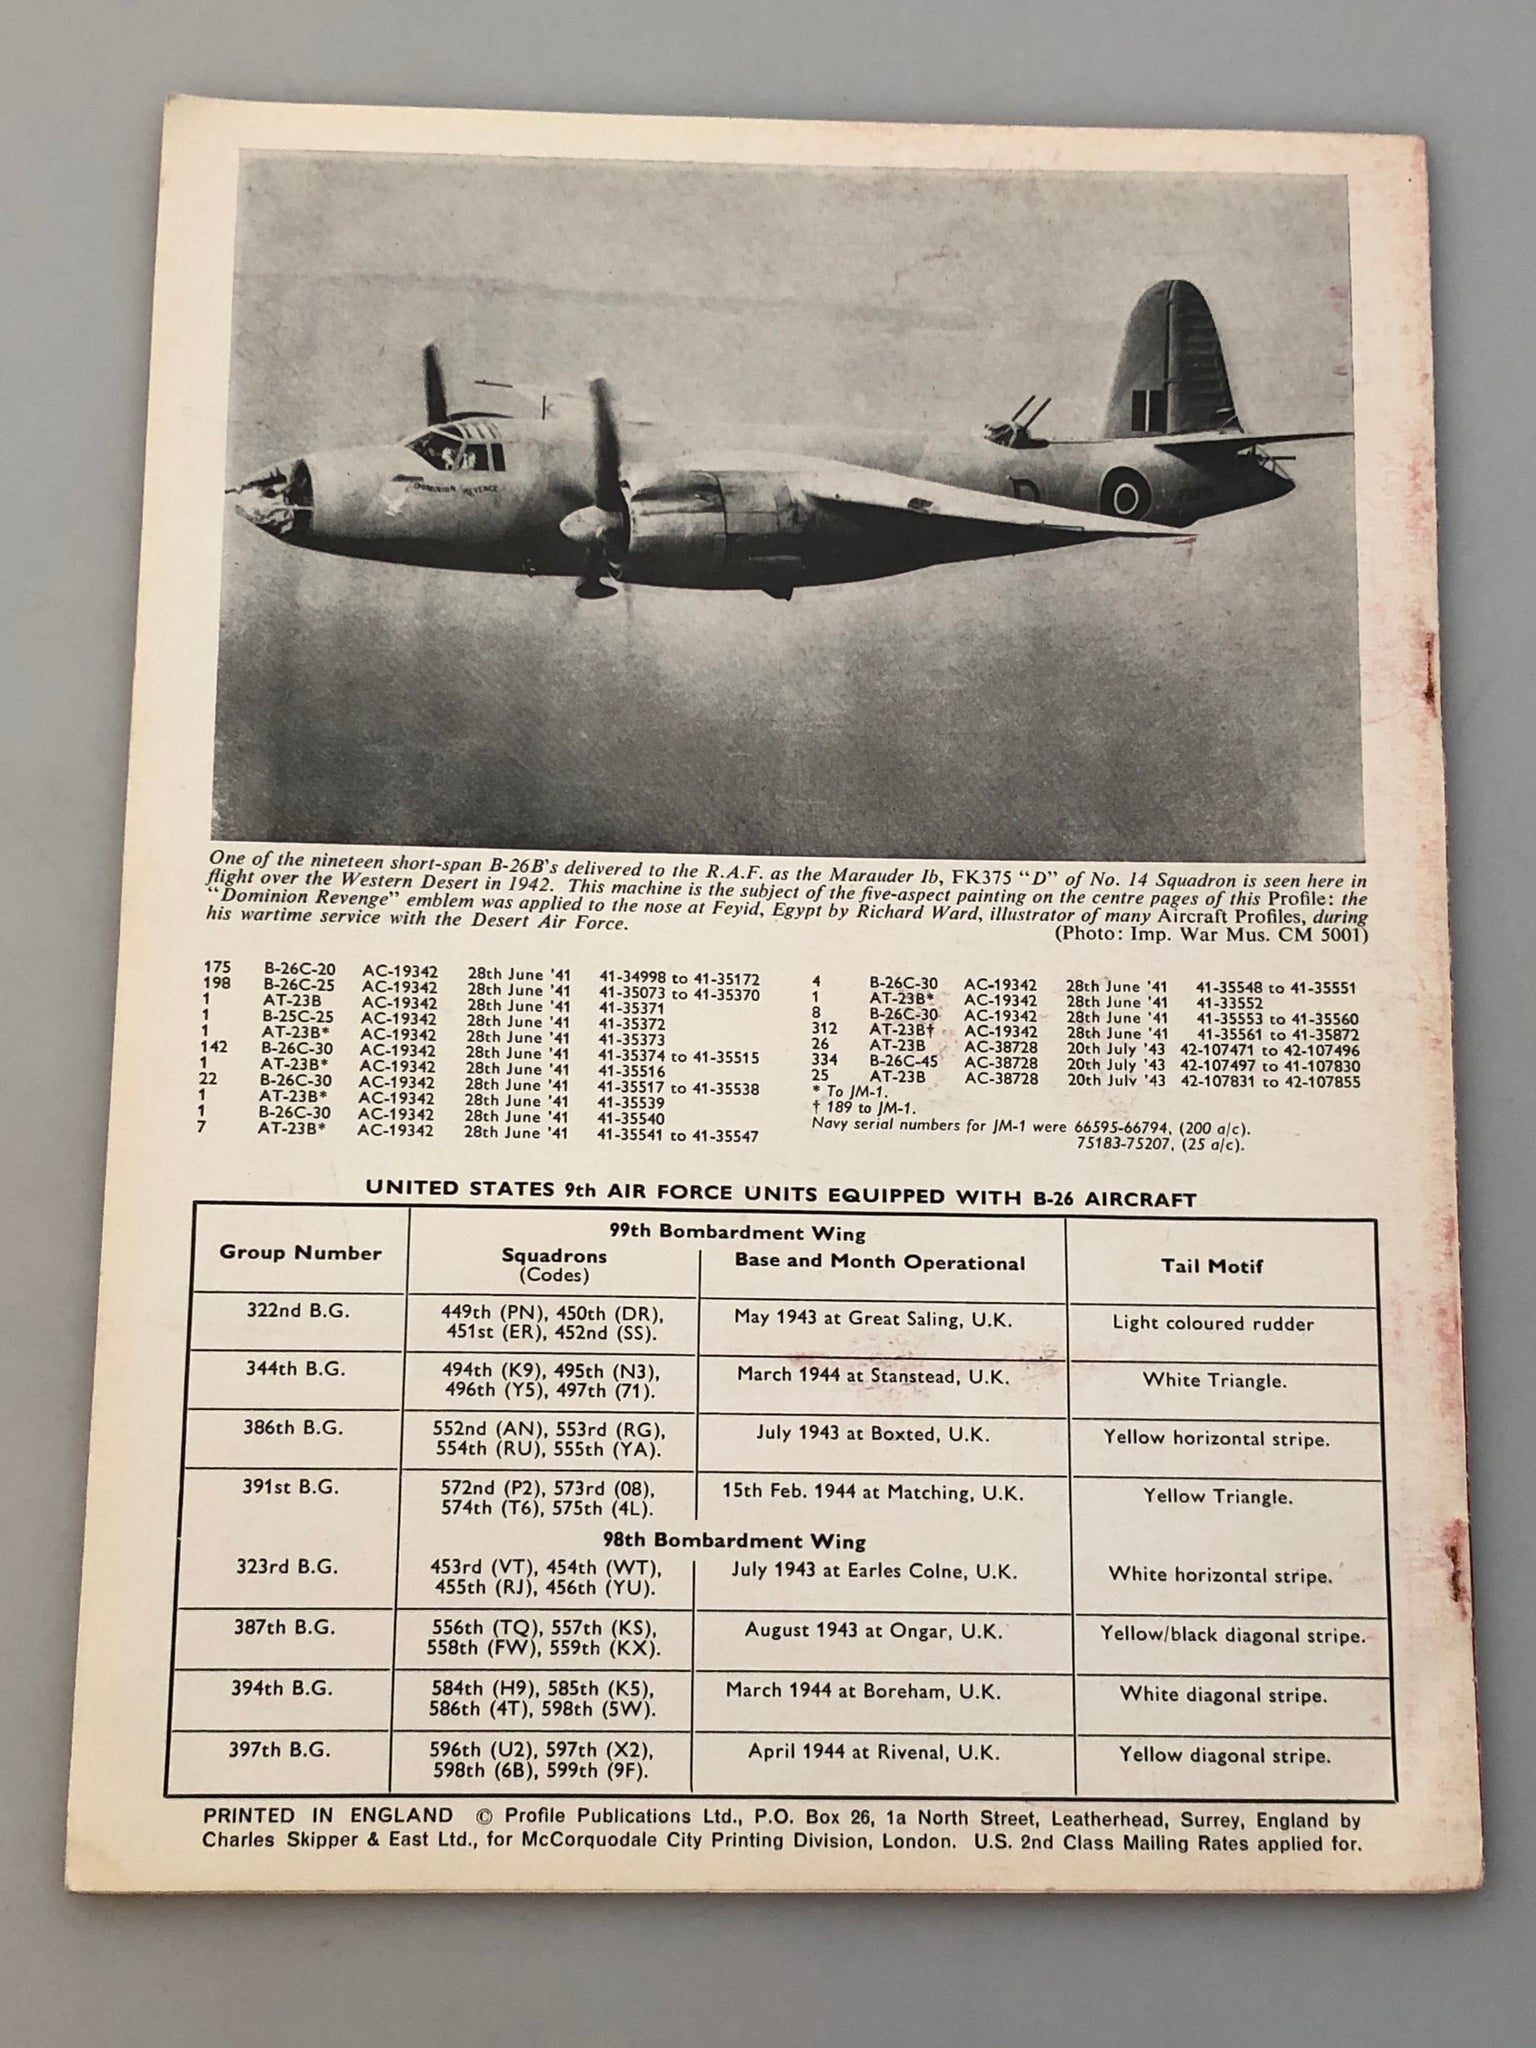 DOMINION REVENGE
D
One of the nineteen short-span B-26B's delivered to the R.A.F. as the Marauder Ib, FK375 "D" of No. 14 Squadron is seen here in
flight over the Western Desert in 1942. This machine is the subject of the five-aspect painting on the centre pages of this Profile: the
"Dominion Revenge" emblem was applied to the nose at Feyid, Egypt by Richard Ward, illustrator of many Aircraft Profiles, during
his wartime service with the Desert Air Force.
(Photo: Imp. War Mus. CM 5001)
175 B-26C-20 AC-19342 28th June '41 41-34998 to 41-35172
198 B-26C-25 AC-19342 28th June '41 41-35073 to 41-35370
1 AT-23B AC-19342 28th June '41 41-35371
1 B-25C-25 AC-19342 28th June '41 41-35372
1 AT-23B* AC-19342 28th June '41 41-35373
142 B-26C-30 AC-19342 28th June '41 41-35374 to 41-35515
1 AT-23B* AC-19342 28th June '41 41-35516
22 B-26C-30 AC-19342 28th June '41 41-35517 to 41-35538
1 AT-23B* AC-19342 28th June '41 41-35539
1 B-26C-30 AC-19342 28th June '41 41-35540
7 AT-23B* AC-19342 28th June '41 41-35541 to 41-35547
4 B-26C-30 AC-19342 28th June '41 41-35548 to 41-35551
1 AT-23B* AC-19342 28th June '41 41-33552
8 B-26C-30 AC-19342 28th June '41 41-35553 to 41-35560
312 AT-23B† AC-19342 28th June '41 41-35561 to 41-35872
26 AT-23B AC-38728 20th July '43 42-107471 to 42-107496
334 B-26C-45 AC-38728 20th July '43 42-107497 to 41-107830
25 AT-23B AC-38728 20th July '43 42-107831 to 42-107855
* To JM-1.
† 189 to JM-1.
Navy serial numbers for JM-1 were 66595-66794, (200 a/c).
75183-75207, (25 a/c).
UNITED STATES 9th AIR FORCE UNITS EQUIPPED WITH B-26 AIRCRAFT
99th Bombardment Wing
Group Number Squadrons Base and Month Operational Tail Motif
(Codes)
322nd B.G. 449th (PN), 450th (DR), May 1943 at Great Saling, U.K. Light coloured rudder
451st (ER), 452nd (SS).
344th B.G. 494th (K9), 495th (N3), March 1944 at Stanstead, U.K. White Triangle.
496th (Y5), 497th (71).
386th B.G. 552nd (AN), 553rd (RG), July 1943 at Boxted, U.K. Yellow horizontal stripe.
554th (RU), 555th (YA).
391st B.G. 572nd (P2), 573rd (08), 15th Feb. 1944 at Matching, U.K. Yellow Triangle.
574th (T6), 575th (4L).
98th Bombardment Wing
323rd B.G. 453rd (VT), 454th (WT), July 1943 at Earles Colne, U.K. White horizontal stripe.
455th (RJ), 456th (YU).
387th B.G. 556th (TQ), 557th (KS), August 1943 at Ongar, U.K. Yellow/black diagonal stripe.
558th (FW), 559th (KX).
394th B.G. 584th (H9), 585th (K5), March 1944 at Boreham, U.K. White diagonal stripe.
586th (4T), 598th (5W).
397th B.G. 596th (U2), 597th (X2), April 1944 at Rivenal, U.K. Yellow diagonal stripe.
598th (6B), 599th (9F).
PRINTED IN ENGLAND © Profile Publications Ltd., P.O. Box 26, 1a North Street, Leatherhead, Surrey, England by
Charles Skipper & East Ltd., for McCorquodale City Printing Division, London. U.S. 2nd Class Mailing Rates applied for.